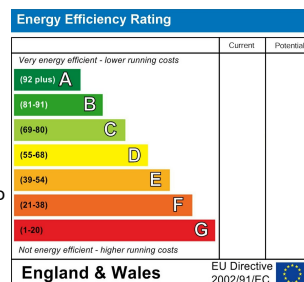 Energy Efficiency Rating
Current Potential
Very energy efficient - lower running costs
(92 plus) A
(81-91) B
(69-80) C
(55-68) D
(39-54) E
(21-38) F
(1-20) G
Not energy efficient - higher running costs
England & Wales
EU Directive
2002/91/EC